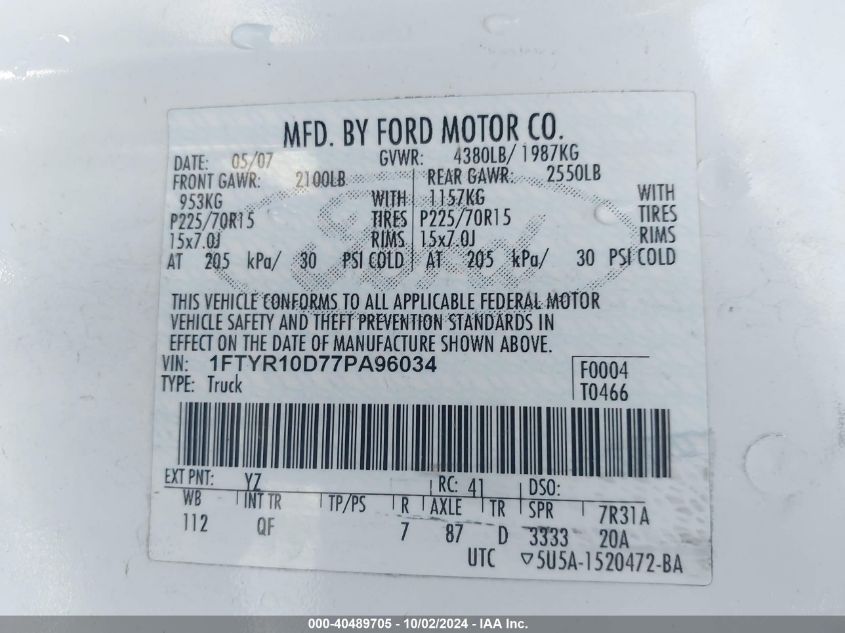 MFD. BY FORD MOTOR CO.
DATE: 05/07 GVWR: 4380LB/ 1987KG
FRONT GAWR: 2100LB REAR GAWR: 2550LB
953KG WITH 1157KG WITH
P225/70R15 TIRES P225/70R15 TIRES
15x7.0J RIMS 15x7.0J RIMS
AT 205 kPa/ 30 PSI COLD AT 205 kPa/ 30 PSI COLD
Ford
THIS VEHICLE CONFORMS TO ALL APPLICABLE FEDERAL MOTOR
VEHICLE SAFETY AND THEFT PREVENTION STANDARDS IN
EFFECT ON THE DATE OF MANUFACTURE SHOWN ABOVE.
VIN: 1FTYR10D77PA96034 F0004
TYPE: Truck T0466
EXT PNT: YZ RC: 41 DSO:
WB INT TR TP/PS R AXLE TR SPR 7R31A
112 QF 7 87 D 3333 20A
UTC ▽5U5A-1520472-BA
000-40489705 - 10/02/2024 - IAA Inc.